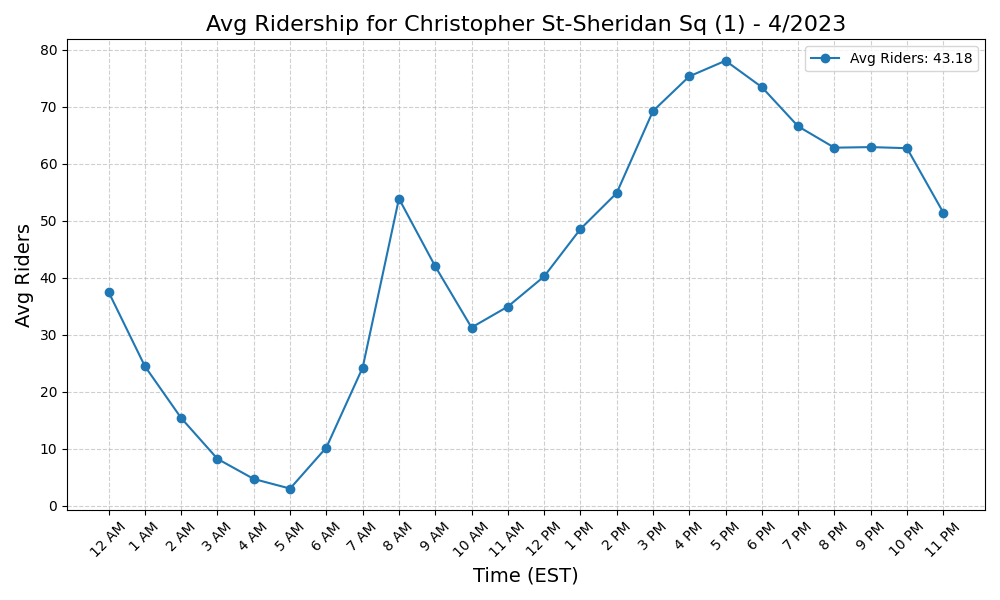 Avg Ridership for Christopher St-Sheridan Sq (1) - 4/2023
Avg Riders: 43.18
Avg Riders
80
70
60
50
40
30
20
10
0
12 AM
1 AM
2 AM
3 AM
4 AM
5 AM
6 AM
7 AM
8 AM
9 AM
10 AM
11 AM
12 PM
1 PM
2 PM
3 PM
4 PM
5 PM
6 PM
7 PM
8 PM
9 PM
10 PM
11 PM
Time (EST)